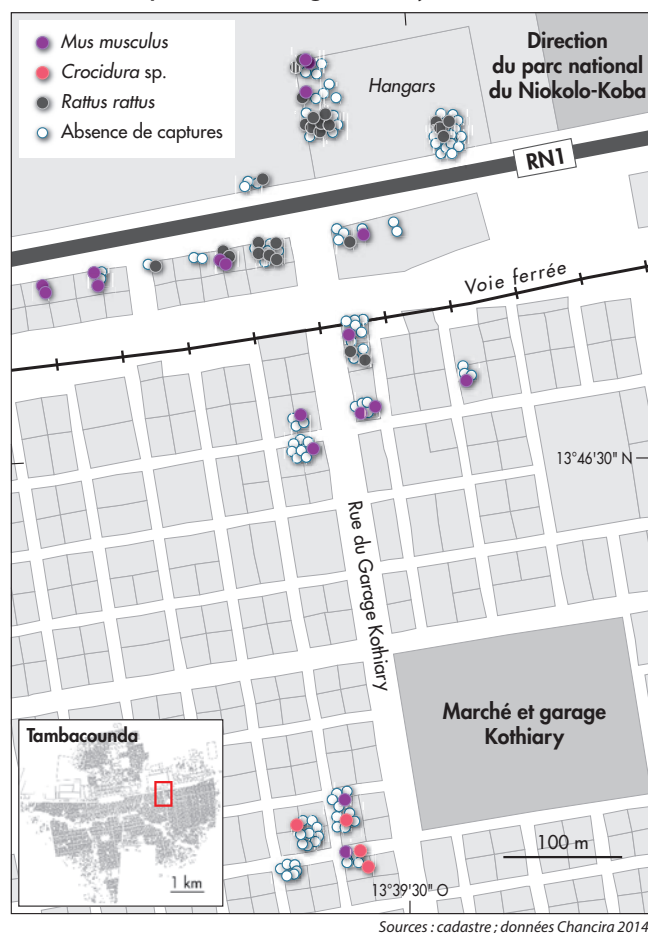 Mus musculus
Crocidura sp.
Rattus rattus
Absence de captures
Hangars
Direction
du parc national
du Niokolo-Koba
RN1
Voie ferrée
13°46'30" N
Rue du Garage Kothiary
Marché et garage
Kothiary
Tambacounda
1 km
100 m
13°39'30" O
Sources : cadastre ; données Chancira 2014